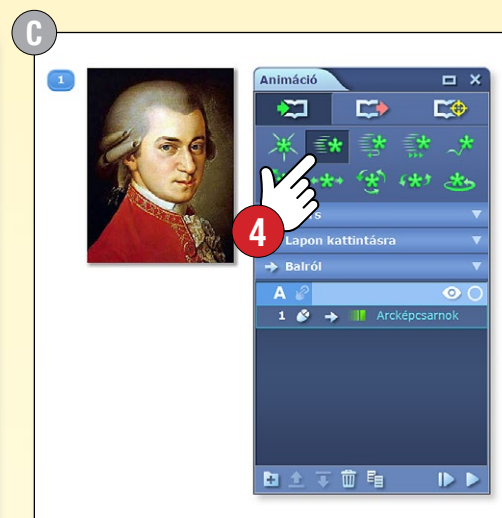 C
1
Animáció
4
Lapon kattintásra
Balról
A
1 Arcképcsarnok